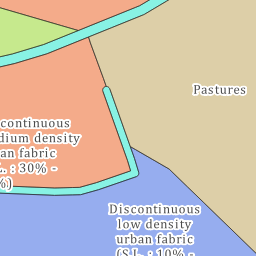 Pastures
continuous
dium density
an fabric
L. : 30% -
%)
Discontinuous
low density
urban fabric
(S.L. : 10% -